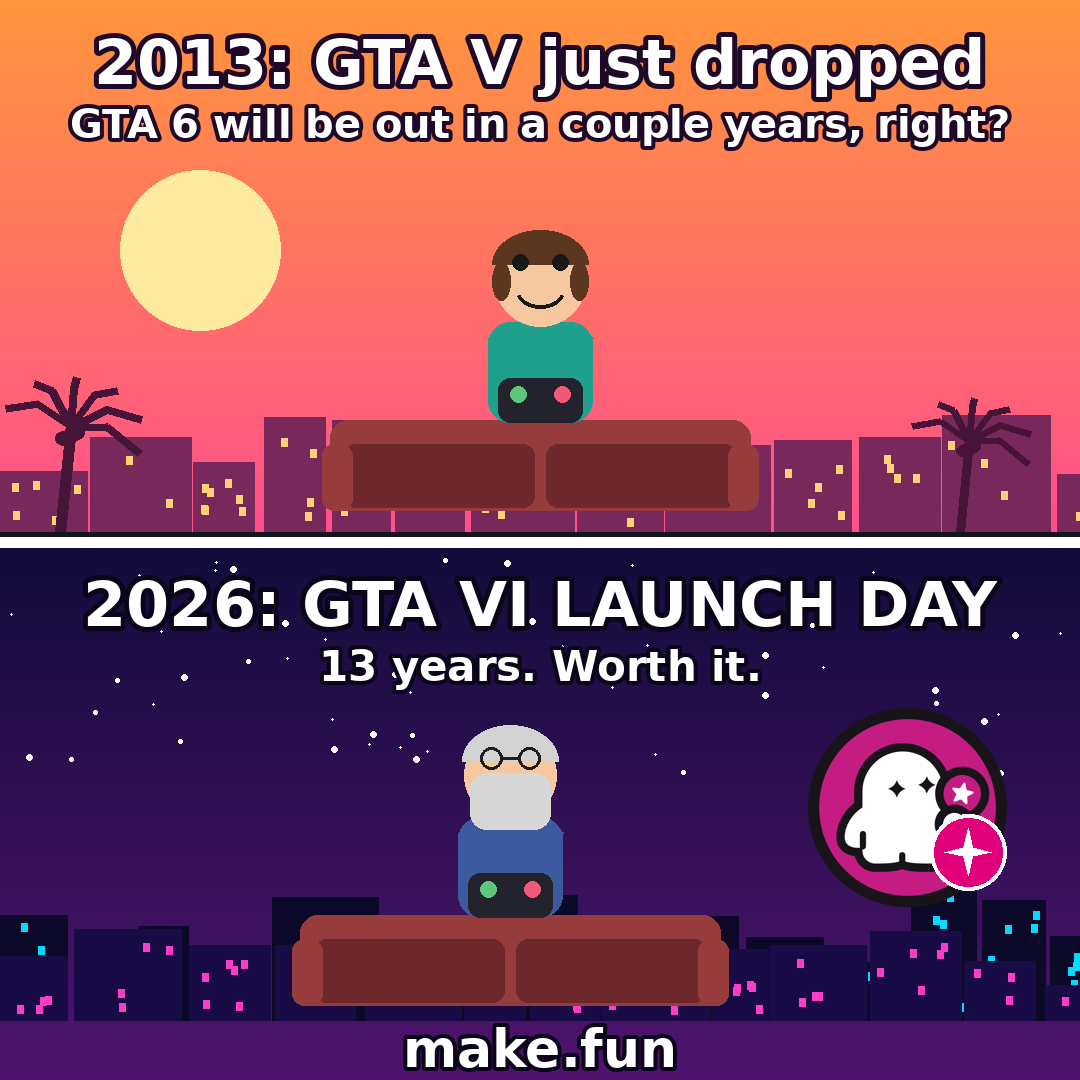 2013: GTA V just dropped
GTA 6 will be out in a couple years, right?
2026: GTA VI LAUNCH DAY
13 years. Worth it.
make.fun